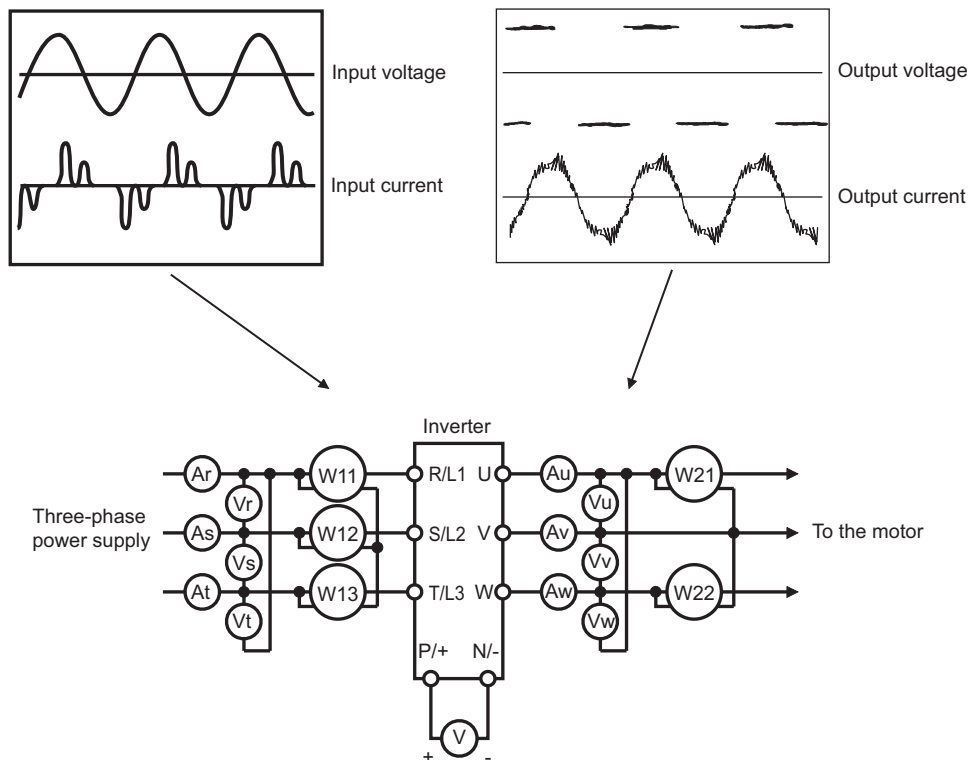 Input voltage
Input current
Output voltage
Output current
Inverter
Ar
Vr
W11
R/L1
U
Au
Vu
W21
Three-phase
power supply
As
Vs
W12
S/L2
V
Av
Vv
To the motor
At
Vt
W13
T/L3
W
Aw
Vw
W22
P/+
N/-
V
+
-